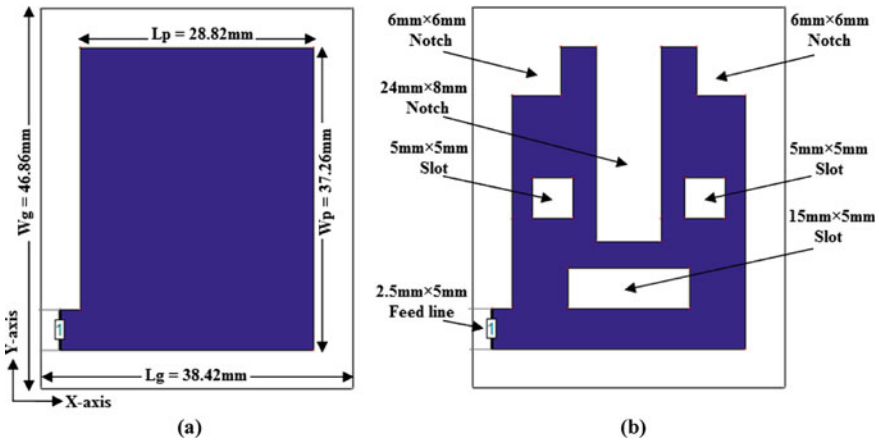 Lp = 28.82mm
Wg = 46.86mm
Wp = 37.26mm
1
Lg = 38.42mm
Y-axis
X-axis
(a)
6mm×6mm
Notch
6mm×6mm
Notch
24mm×8mm
Notch
5mm×5mm
Slot
5mm×5mm
Slot
15mm×5mm
Slot
2.5mm×5mm
Feed line
1
(b)